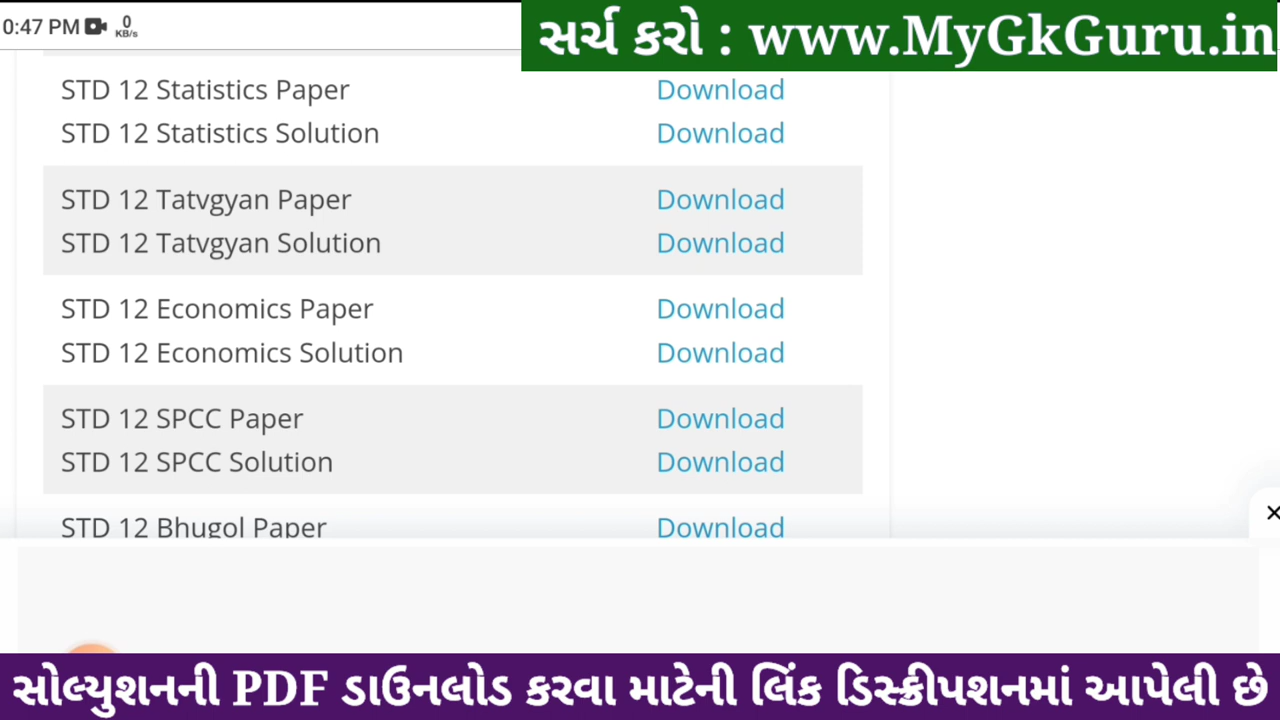 0:47 PM 0 KB/s
સર્ચ કરો : www.MyGkGuru.in
STD 12 Statistics Paper Download
STD 12 Statistics Solution Download
STD 12 Tatvgyan Paper Download
STD 12 Tatvgyan Solution Download
STD 12 Economics Paper Download
STD 12 Economics Solution Download
STD 12 SPCC Paper Download
STD 12 SPCC Solution Download
STD 12 Bhugol Paper Download
સોલ્યુશનની PDF ડાઉનલોડ કરવા માટેની લિંક ડિસ્ક્રીપશનમાં આપેલી છે